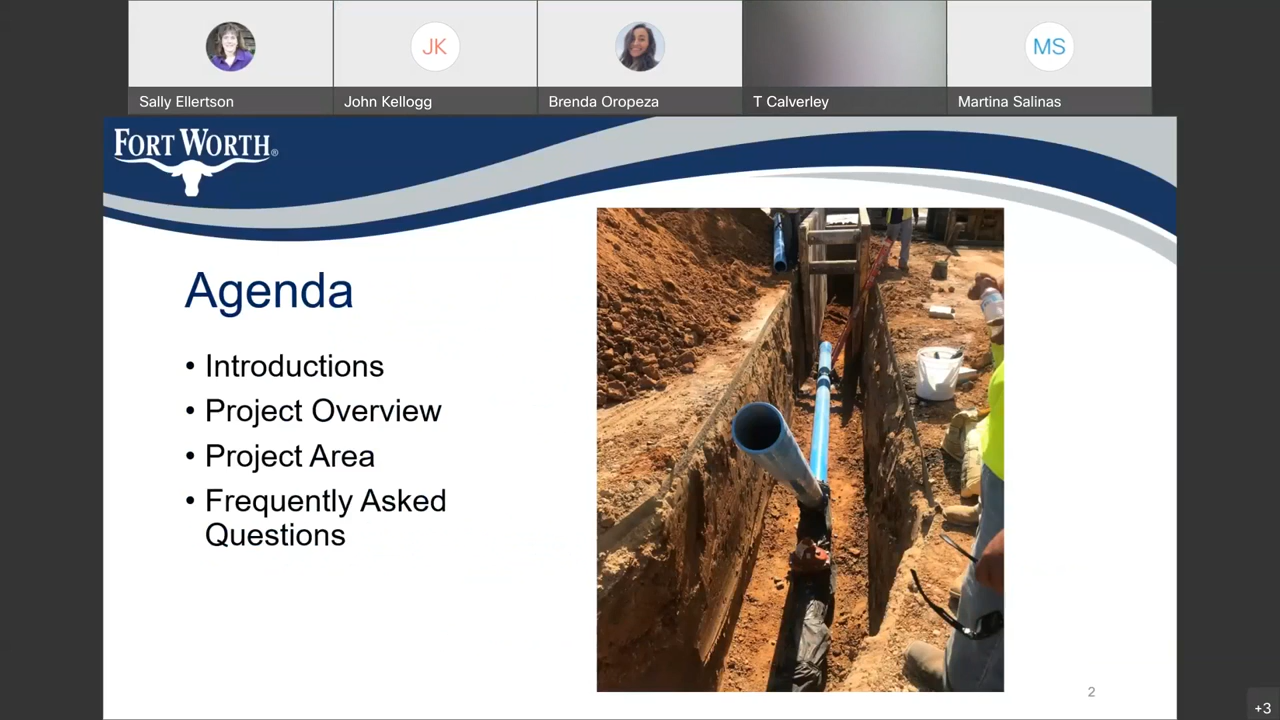 JK
MS
Sally Ellertson
John Kellogg
Brenda Oropeza
T Calverley
Martina Salinas
FORT WORTH®
Agenda
• Introductions
• Project Overview
• Project Area
• Frequently Asked
Questions
2
+3